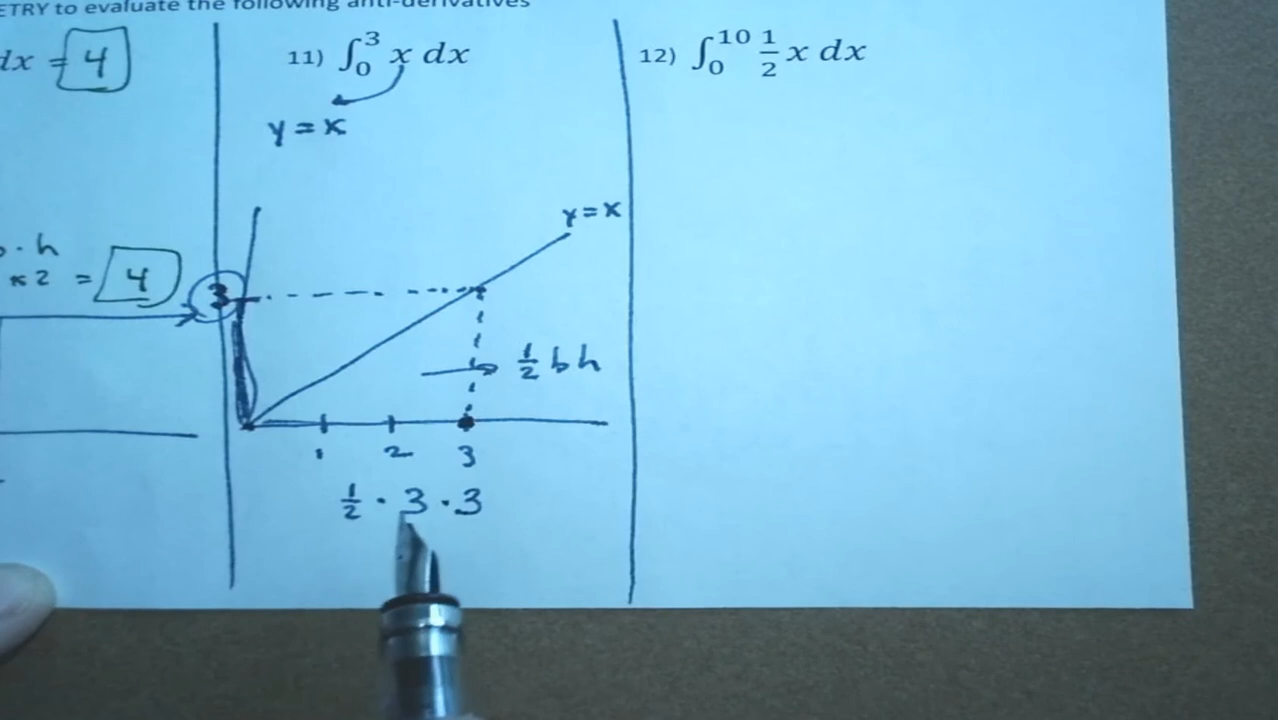 ETRY to evaluate the following anti-derivatives
dx = 4
11) ∫₀³ x dx
12) ∫₀¹⁰ 1/2 x dx
y = x
y = x
· h
x 2 = 4
3
1/2 b h
1 2 3
1/2 · 3 · 3